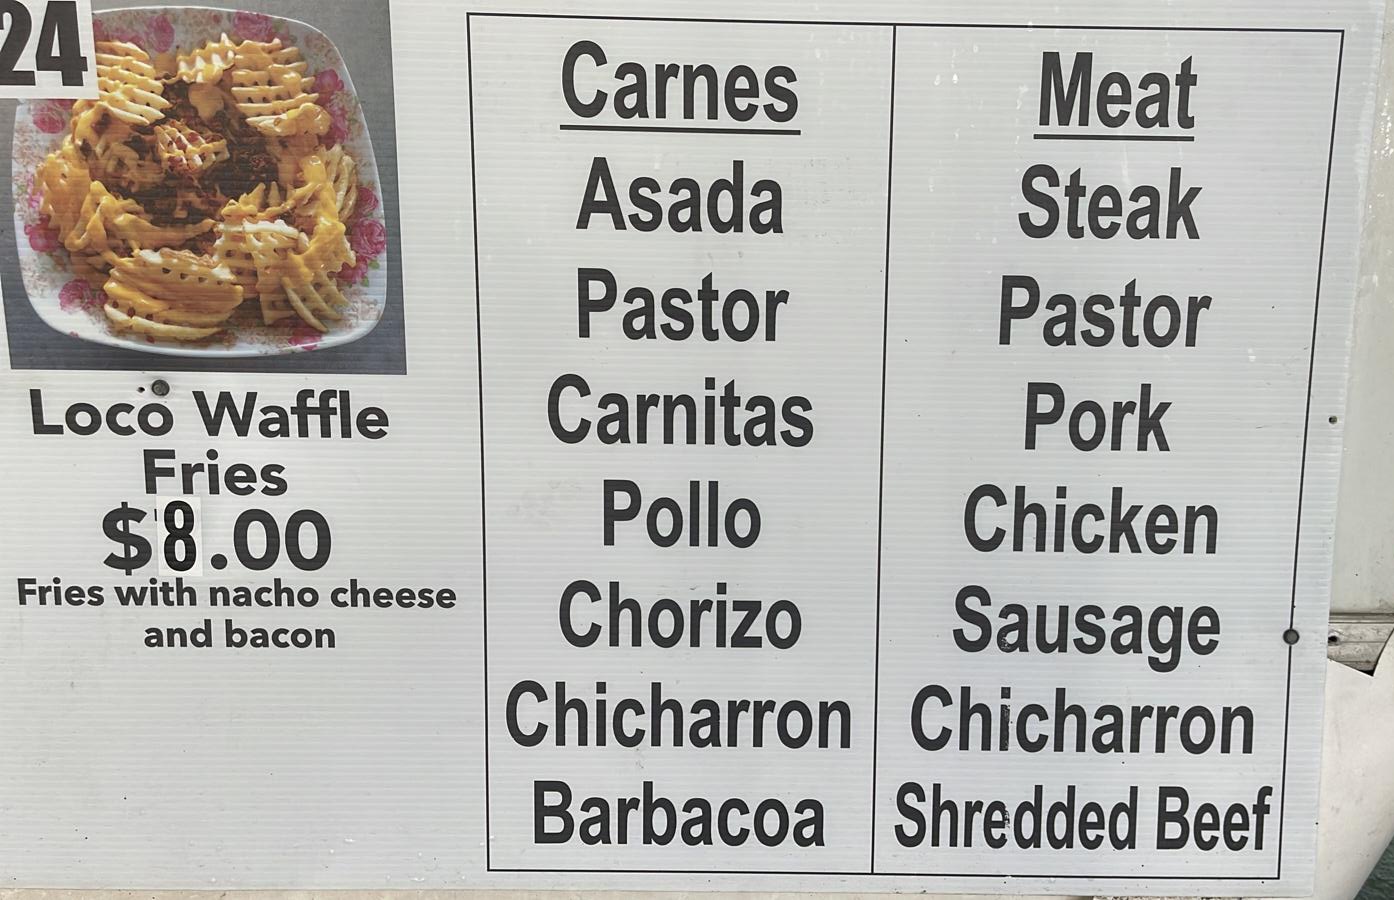 24
Loco Waffle
Fries
$8.00
Fries with nacho cheese
and bacon
Carnes Meat
Asada Steak
Pastor Pastor
Carnitas Pork
Pollo Chicken
Chorizo Sausage
Chicharron Chicharron
Barbacoa Shredded Beef